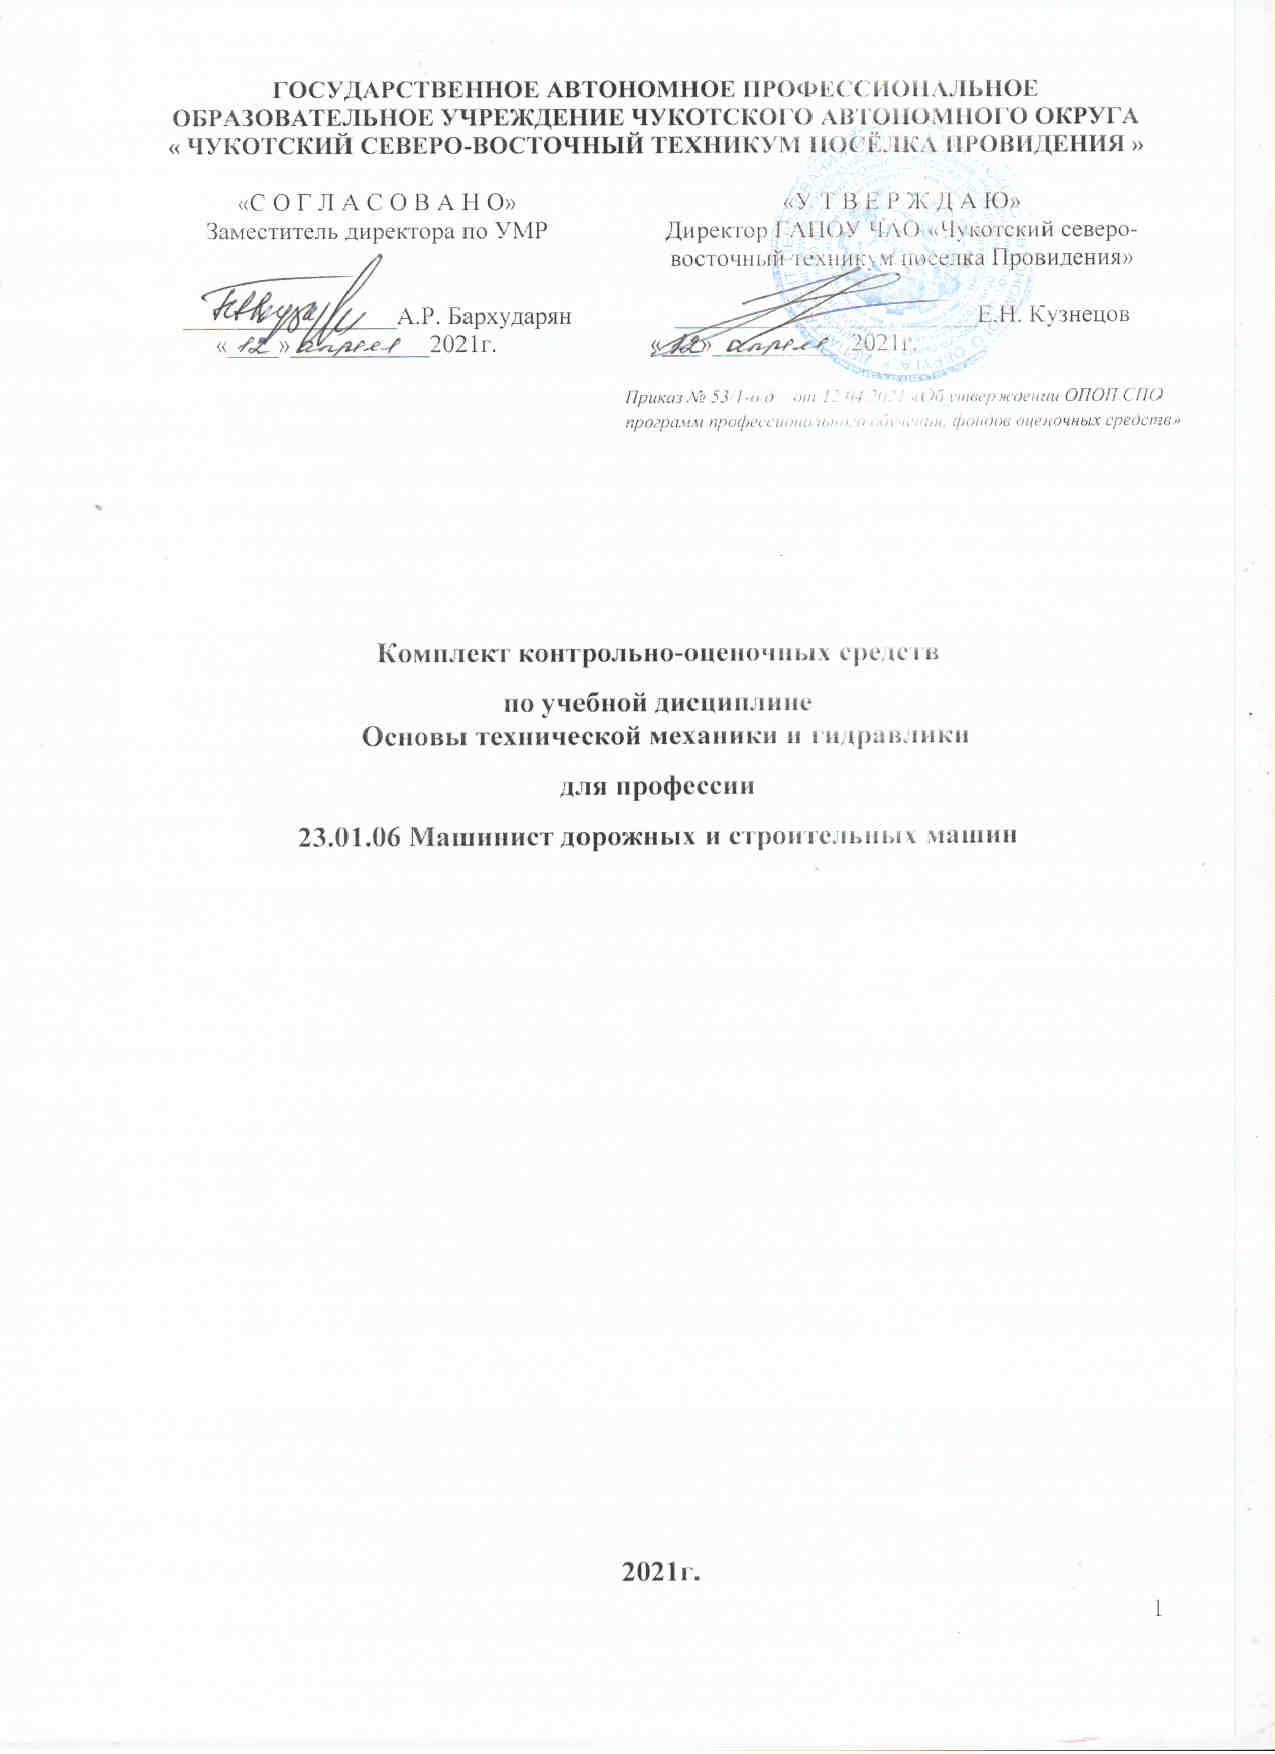 ГОСУДАРСТВЕННОЕ АВТОНОМНОЕ ПРОФЕССИОНАЛЬНОЕ
ОБРАЗОВАТЕЛЬНОЕ УЧРЕЖДЕНИЕ ЧУКОТСКОГО АВТОНОМНОГО ОКРУГА
« ЧУКОТСКИЙ СЕВЕРО-ВОСТОЧНЫЙ ТЕХНИКУМ ПОСЁЛКА ПРОВИДЕНИЯ »
«С О Г Л А С О В А Н О»
Заместитель директора по УМР
А.Р. Бархударян
«12» апреля 2021г.
«У Т В Е Р Ж Д А Ю»
Директор ГАПОУ ЧАО «Чукотский северо-
восточный техникум поселка Провидения»
Е.Н. Кузнецов
«12» апреля 2021г.
Приказ № 53/1-о.д от 12.04.2021 «Об утверждении ОПОП СПО
программ профессионального обучения, фондов оценочных средств»
Комплект контрольно-оценочных средств
по учебной дисциплине
Основы технической механики и гидравлики
для профессии
23.01.06 Машинист дорожных и строительных машин
2021г.
1